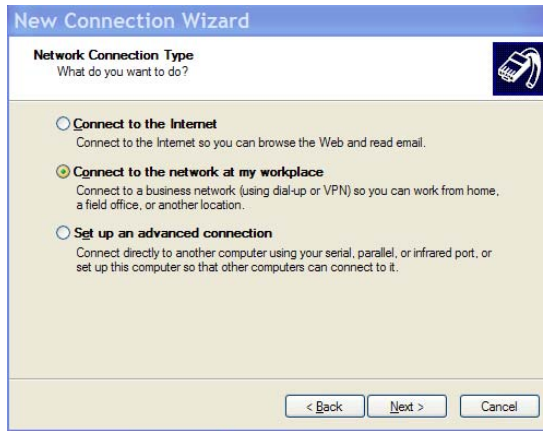 New Connection Wizard
Network Connection Type
What do you want to do?
Connect to the Internet
Connect to the Internet so you can browse the Web and read email.
Connect to the network at my workplace
Connect to a business network (using dial-up or VPN) so you can work from home,
a field office, or another location.
Set up an advanced connection
Connect directly to another computer using your serial, parallel, or infrared port, or
set up this computer so that other computers can connect to it.
< Back Next > Cancel